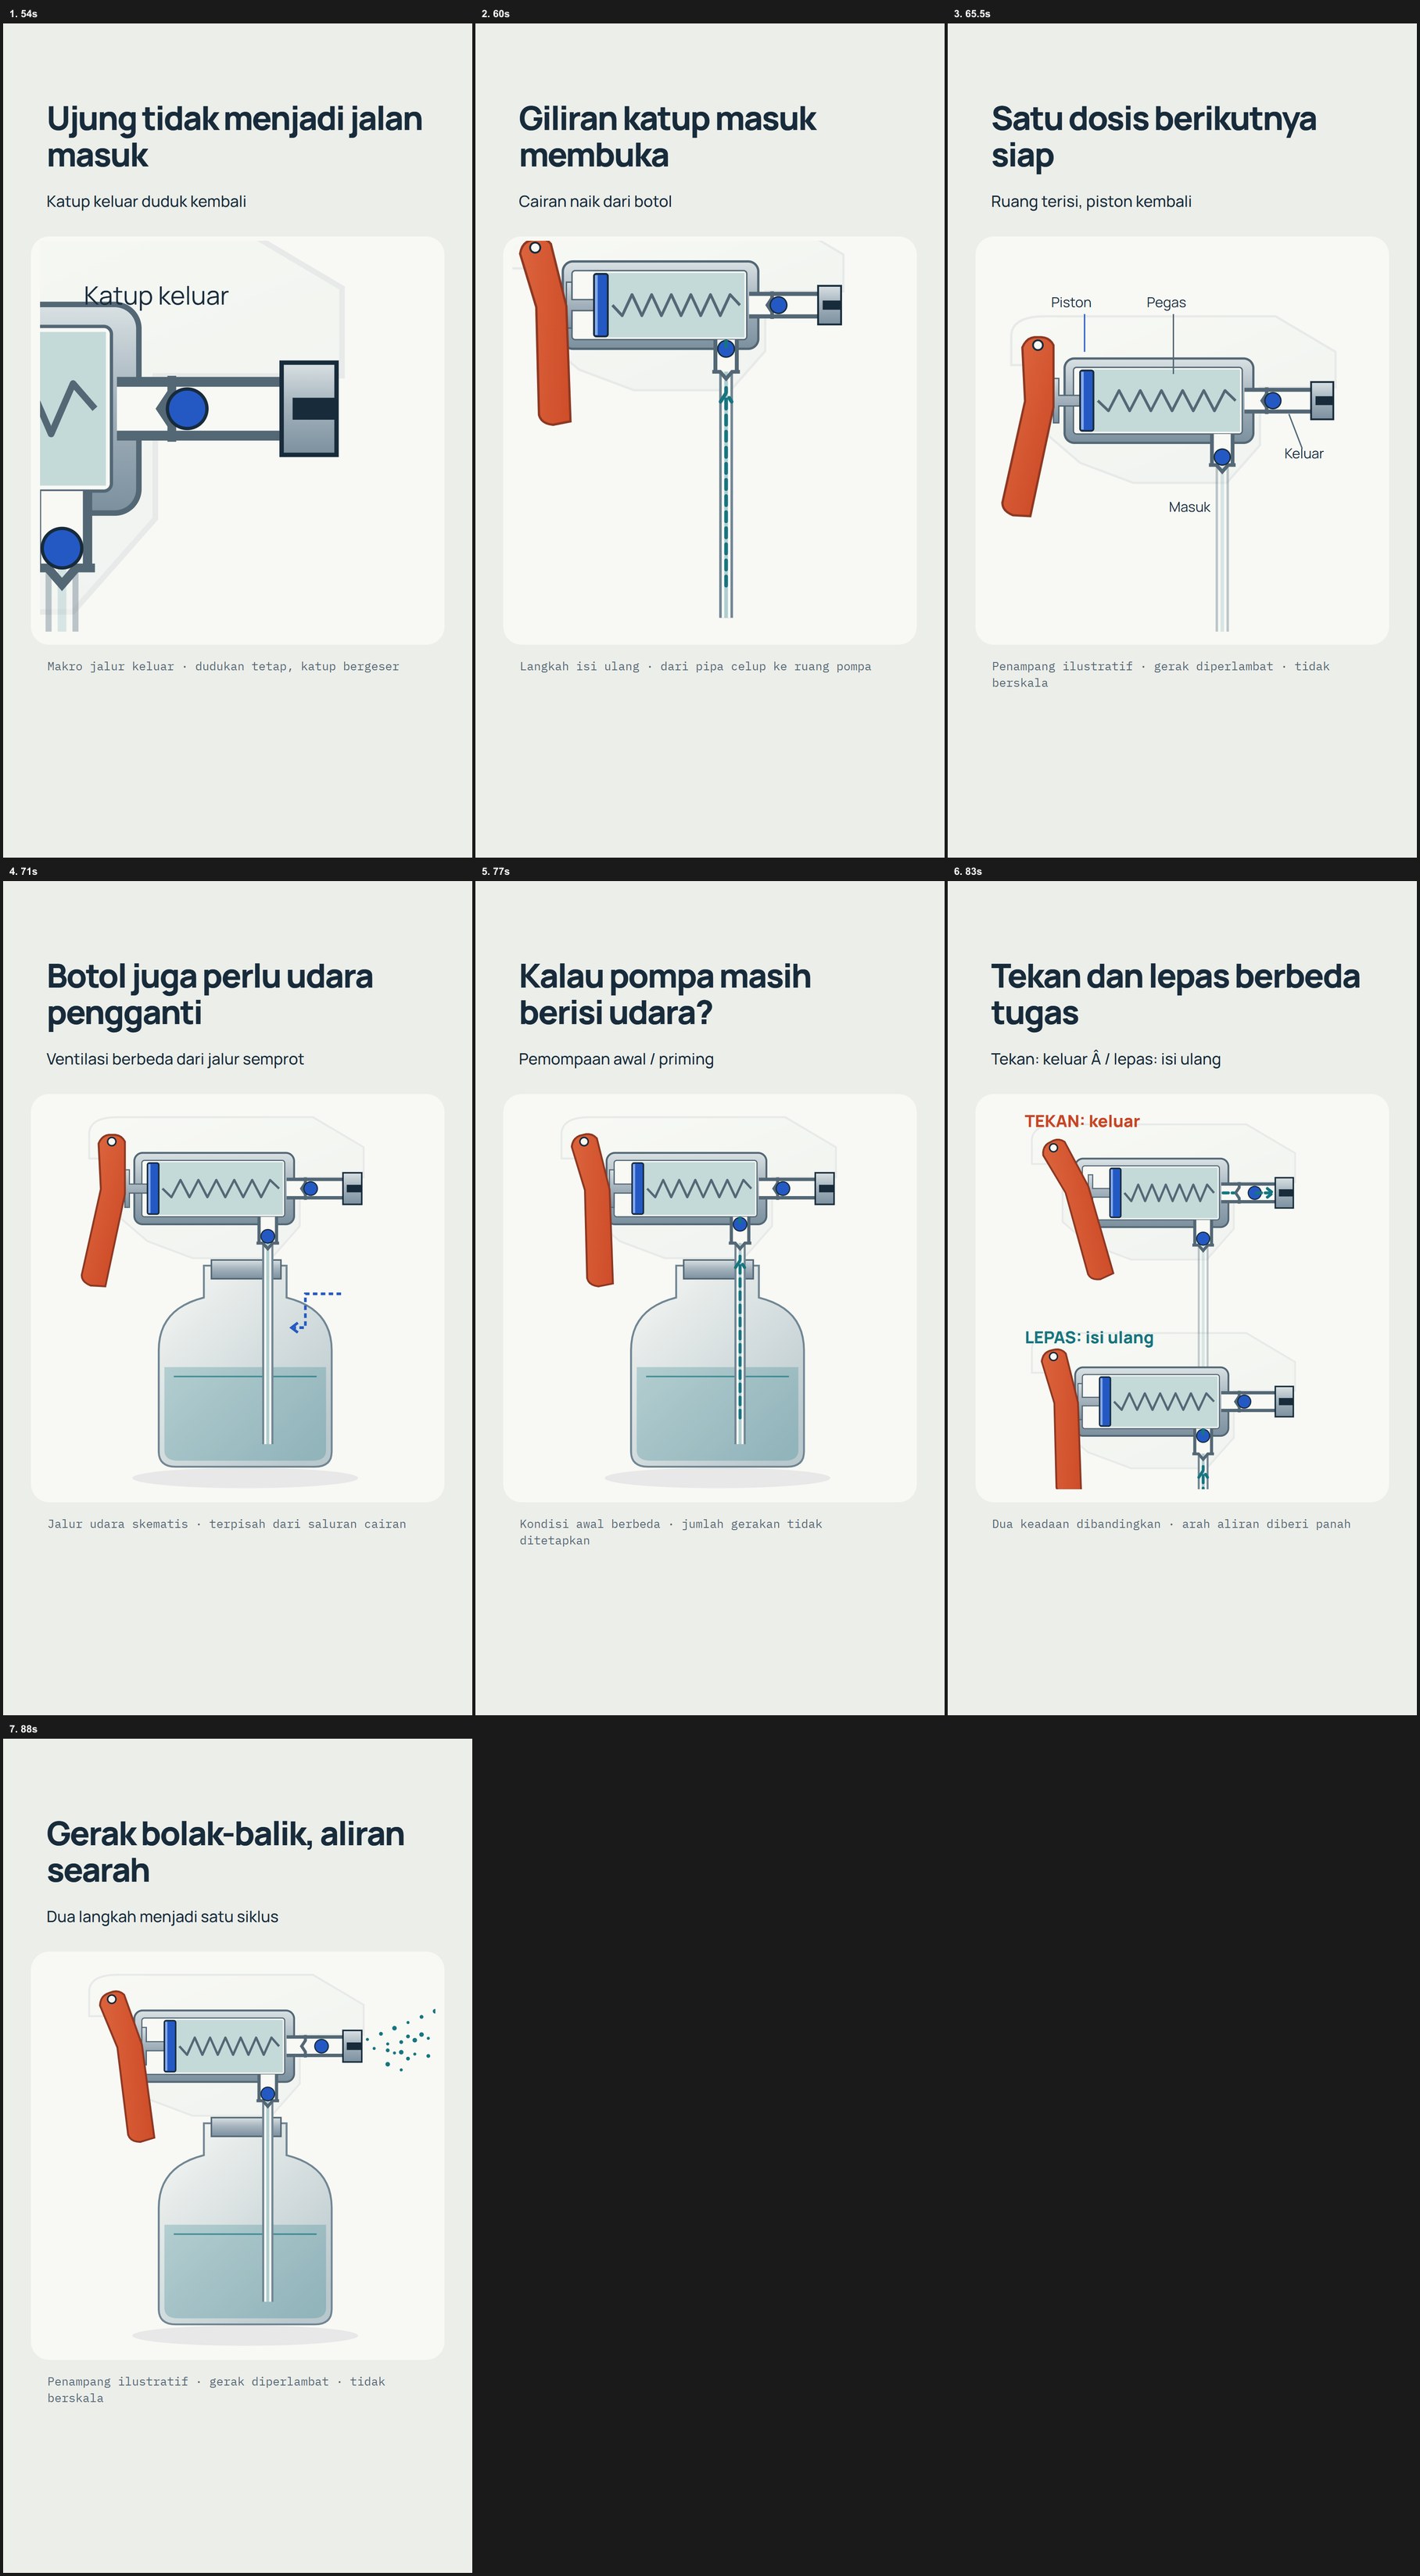 1. 54s
Ujung tidak menjadi jalan
masuk
Katup keluar duduk kembali
Katup keluar
Makro jalur keluar · dudukan tetap, katup bergeser
2. 60s
Giliran katup masuk
membuka
Cairan naik dari botol
Langkah isi ulang · dari pipa celup ke ruang pompa
3. 65.5s
Satu dosis berikutnya
siap
Ruang terisi, piston kembali
Piston
Pegas
Keluar
Masuk
Penampang ilustratif · gerak diperlambat · tidak
berskala
4. 71s
Botol juga perlu udara
pengganti
Ventilasi berbeda dari jalur semprot
Jalur udara skematis · terpisah dari saluran cairan
5. 77s
Kalau pompa masih
berisi udara?
Pemompaan awal / priming
Kondisi awal berbeda · jumlah gerakan tidak
ditetapkan
6. 83s
Tekan dan lepas berbeda
tugas
Tekan: keluar Â / lepas: isi ulang
TEKAN: keluar
LEPAS: isi ulang
Dua keadaan dibandingkan · arah aliran diberi panah
7. 88s
Gerak bolak-balik, aliran
searah
Dua langkah menjadi satu siklus
Penampang ilustratif · gerak diperlambat · tidak
berskala